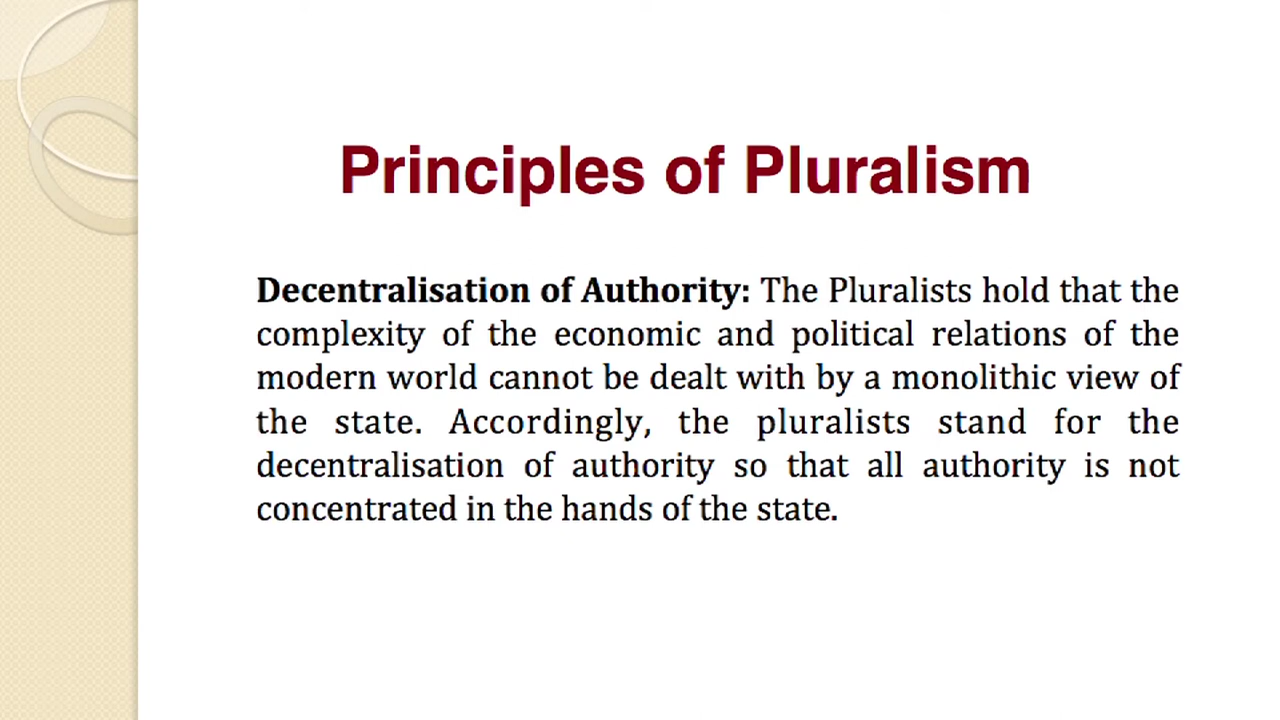 Principles of Pluralism
Decentralisation of Authority: The Pluralists hold that the
complexity of the economic and political relations of the
modern world cannot be dealt with by a monolithic view of
the state. Accordingly, the pluralists stand for the
decentralisation of authority so that all authority is not
concentrated in the hands of the state.